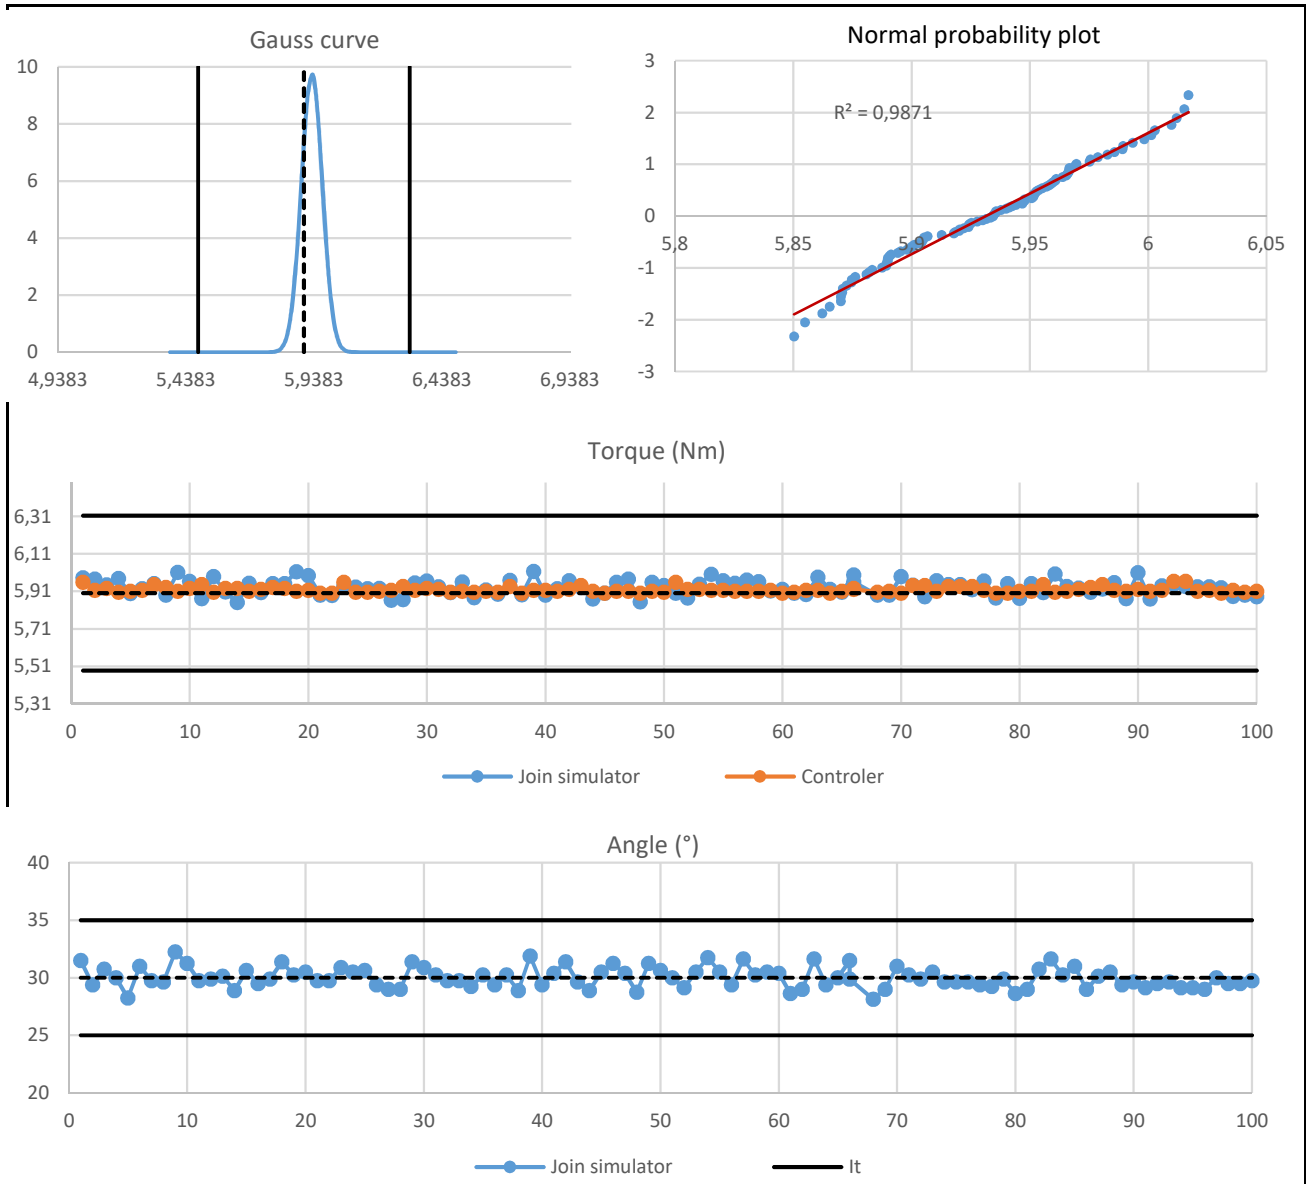 Gauss curve
10
8
6
4
2
0
4,9383 5,4383 5,9383 6,4383 6,9383
Normal probability plot
R² = 0,9871
3
2
1
0
-1
-2
-3
5,8 5,85 5,9 5,95 6 6,05
Torque (Nm)
6,31
6,11
5,91
5,71
5,51
5,31
0 10 20 30 40 50 60 70 80 90 100
Join simulator Controler
Angle (°)
40
35
30
25
20
0 10 20 30 40 50 60 70 80 90 100
Join simulator It